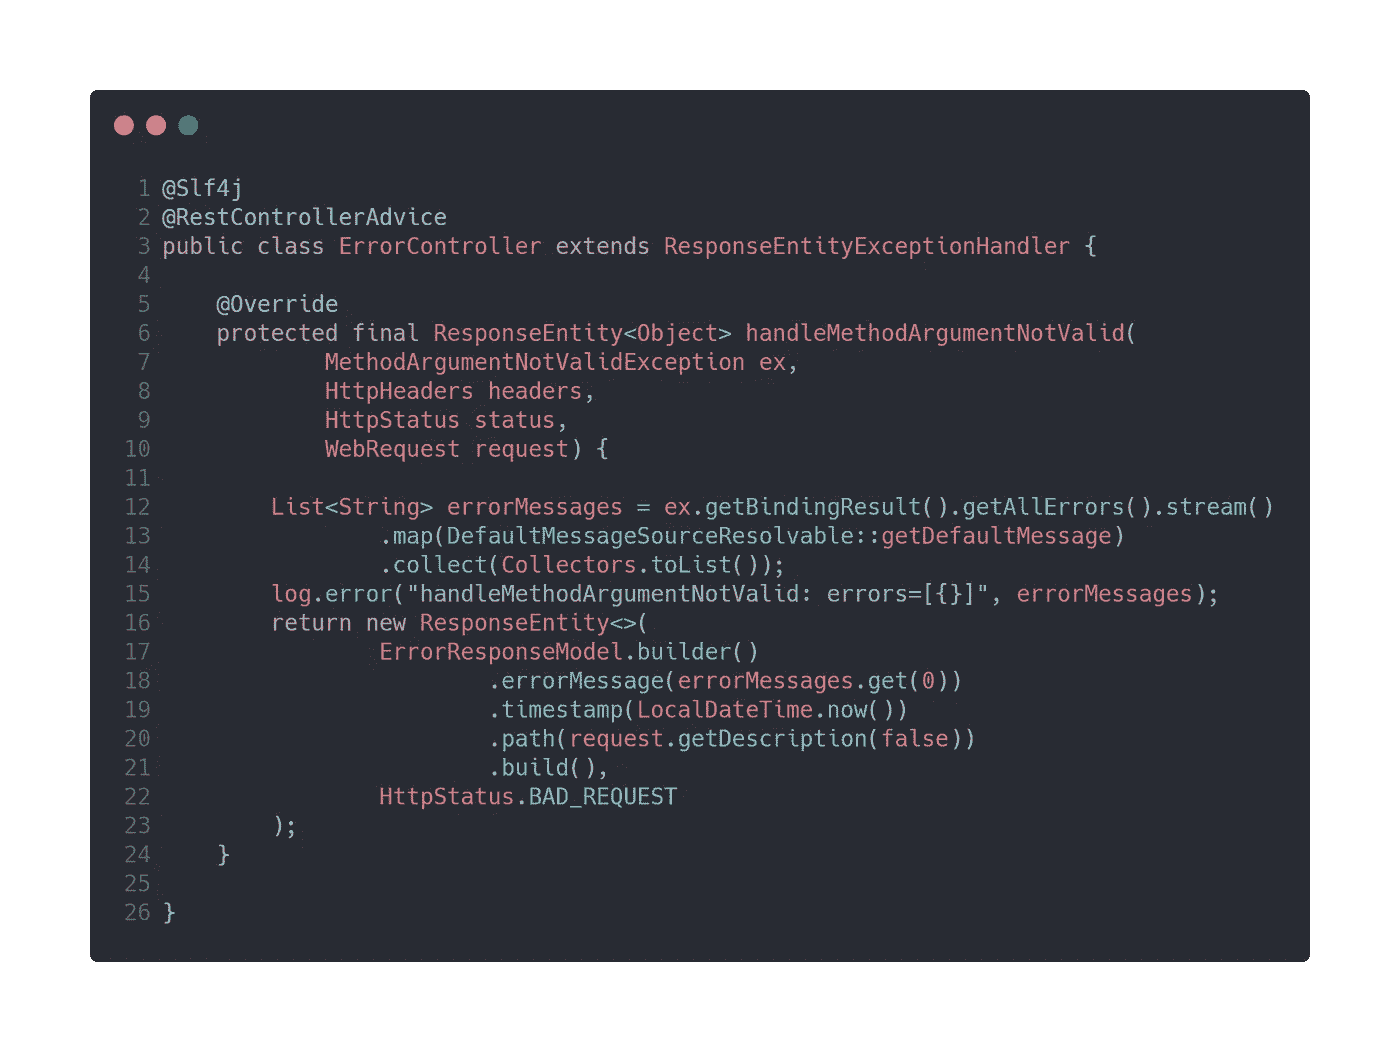 1 @Slf4j
2 @RestControllerAdvice
3 public class ErrorController extends ResponseEntityExceptionHandler {
4
5     @Override
6     protected final ResponseEntity<Object> handleMethodArgumentNotValid(
7             MethodArgumentNotValidException ex,
8             HttpHeaders headers,
9             HttpStatus status,
10             WebRequest request) {
11
12         List<String> errorMessages = ex.getBindingResult().getAllErrors().stream()
13                 .map(DefaultMessageSourceResolvable::getDefaultMessage)
14                 .collect(Collectors.toList());
15         log.error("handleMethodArgumentNotValid: errors=[{}]", errorMessages);
16         return new ResponseEntity<>(
17                 ErrorResponseModel.builder()
18                         .errorMessage(errorMessages.get(0))
19                         .timestamp(LocalDateTime.now())
20                         .path(request.getDescription(false))
21                         .build(),
22                 HttpStatus.BAD_REQUEST
23         );
24     }
25
26 }